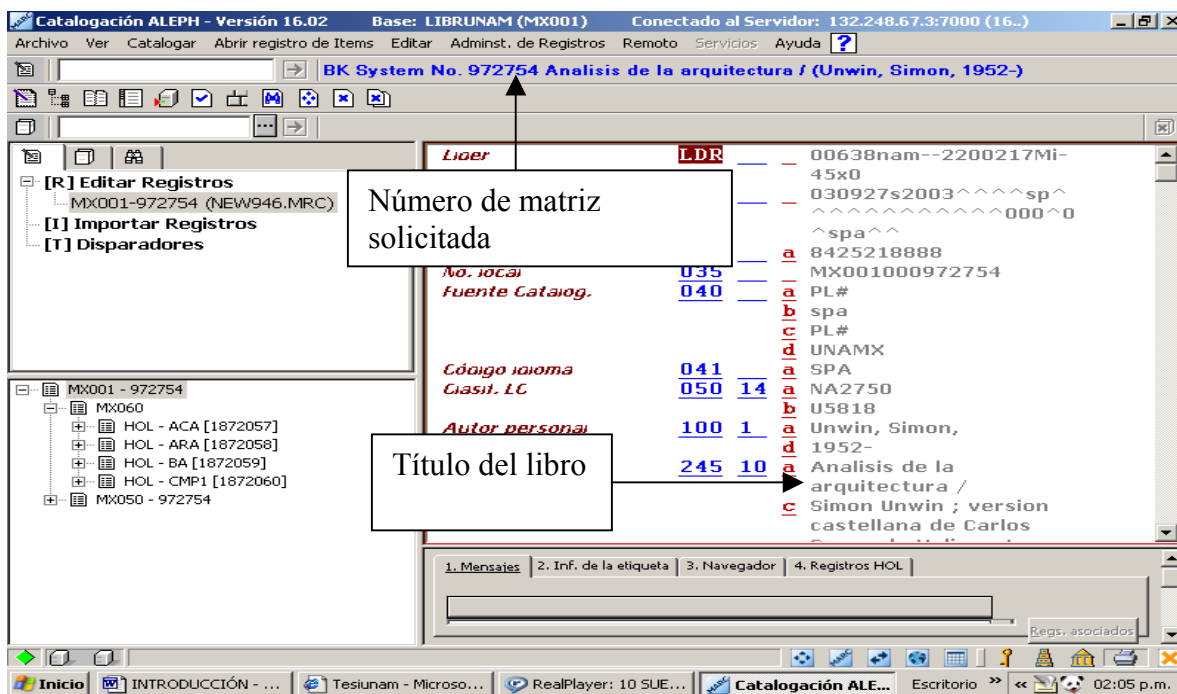 Catalogación ALEPH - Versión 16.02 Base: LIBRUNAM (MX001) Conectado al Servidor: 132.248.67.3:7000 (16..)
Archivo Ver Catalogar Abrir registro de Items Editar Adminst. de Registros Remoto Servicios Ayuda ?
BK System No. 972754 Analisis de la arquitectura / (Unwin, Simon, 1952-)
Lider LDR 00638nam--2200217Mi-
45x0
[R] Editar Registros
MX001-972754 (NEW946.MRC)
[I] Importar Registros
[T] Disparadores
Número de matriz
solicitada
030927s2003^^^^sp^
^^^^^^^^^^^^000^0
^spa^^
a 8425218888
No. local 035 MX001000972754
Fuente Catalog. 040 a PL#
b spa
c PL#
d UNAMX
Código idioma 041 a SPA
Clasif. LC 050 14 a NA2750
b U5818
Autor personal 100 1 a Unwin, Simon,
d 1952-
245 10 a Analisis de la
arquitectura /
c Simon Unwin ; version
castellana de Carlos
Título del libro
MX001 - 972754
MX060
HOL - ACA [1872057]
HOL - ARA [1872058]
HOL - BA [1872059]
HOL - CMP1 [1872060]
MX050 - 972754
1. Mensajes 2. Inf. de la etiqueta 3. Navegador 4. Registros HOL
Regs. asociados
Inicio INTRODUCCIÓN - ... Tesiunam - Microso... RealPlayer: 10 SUE... Catalogación ALE... Escritorio » « 02:05 p.m.